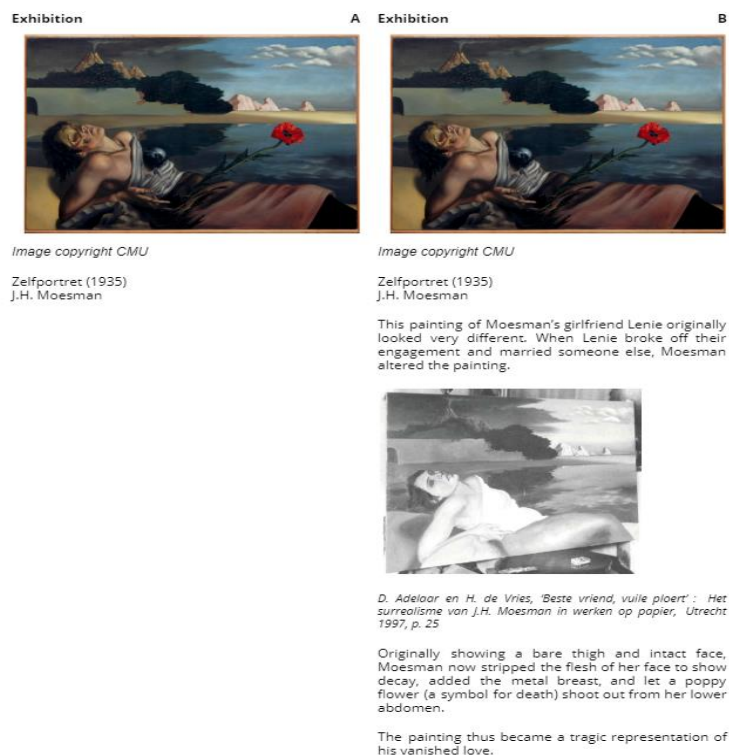 Exhibition A
Image copyright CMU
Zelfportret (1935)
J.H. Moesman
Exhibition B
Image copyright CMU
Zelfportret (1935)
J.H. Moesman
This painting of Moesman's girlfriend Lenie originally
looked very different. When Lenie broke off their
engagement and married someone else, Moesman
altered the painting.
D. Adelaar en H. de Vries, 'Beste vriend, vuile ploert' : Het
surrealisme van J.H. Moesman in werken op papier, Utrecht
1997, p. 25
Originally showing a bare thigh and intact face,
Moesman now stripped the flesh of her face to show
decay, added the metal breast, and let a poppy
flower (a symbol for death) shoot out from her lower
abdomen.
The painting thus became a tragic representation of
his vanished love.